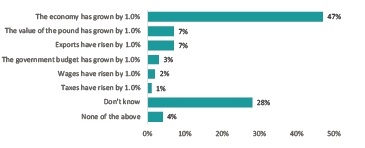 The economy has grown by 1.0% 47%
The value of the pound has grown by 1.0% 7%
Exports have risen by 1.0% 7%
The government budget has grown by 1.0% 3%
Wages have risen by 1.0% 2%
Taxes have risen by 1.0% 1%
Don't know 28%
None of the above 4%
0% 10% 20% 30% 40% 50%